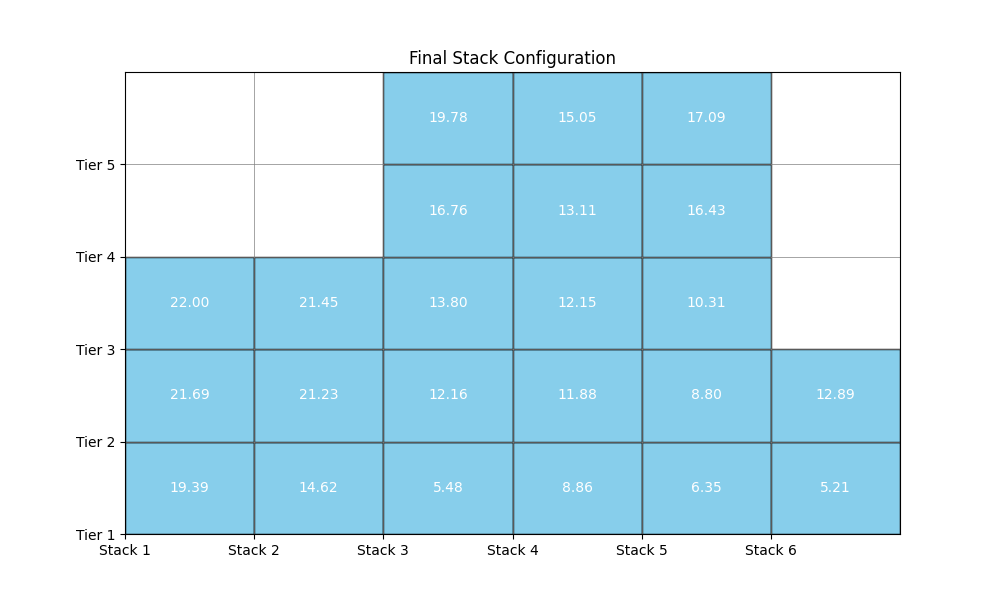 Final Stack Configuration
19.78 15.05 17.09
Tier 5
16.76 13.11 16.43
Tier 4
22.00 21.45 13.80 12.15 10.31
Tier 3
21.69 21.23 12.16 11.88 8.80 12.89
Tier 2
19.39 14.62 5.48 8.86 6.35 5.21
Tier 1
Stack 1 Stack 2 Stack 3 Stack 4 Stack 5 Stack 6